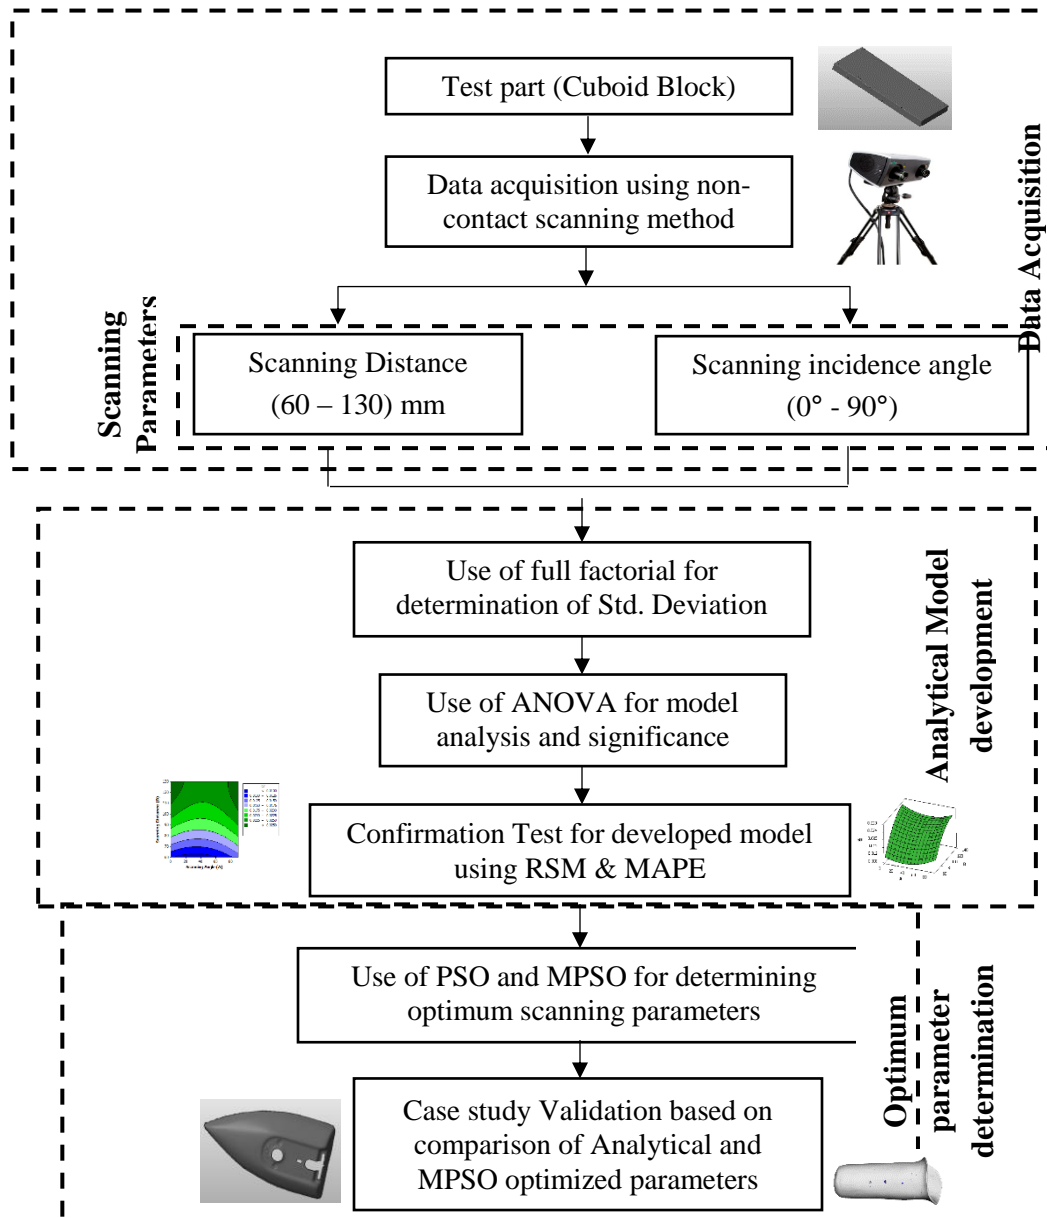 Test part (Cuboid Block)
Data acquisition using non-
contact scanning method
Data Acquisition
Scanning
Parameters
Scanning Distance
(60 – 130) mm
Scanning incidence angle
(0° - 90°)
Use of full factorial for
determination of Std. Deviation
Analytical Model
development
Use of ANOVA for model
analysis and significance
Confirmation Test for developed model
using RSM & MAPE
Use of PSO and MPSO for determining
optimum scanning parameters
Optimum
parameter
determination
Case study Validation based on
comparison of Analytical and
MPSO optimized parameters